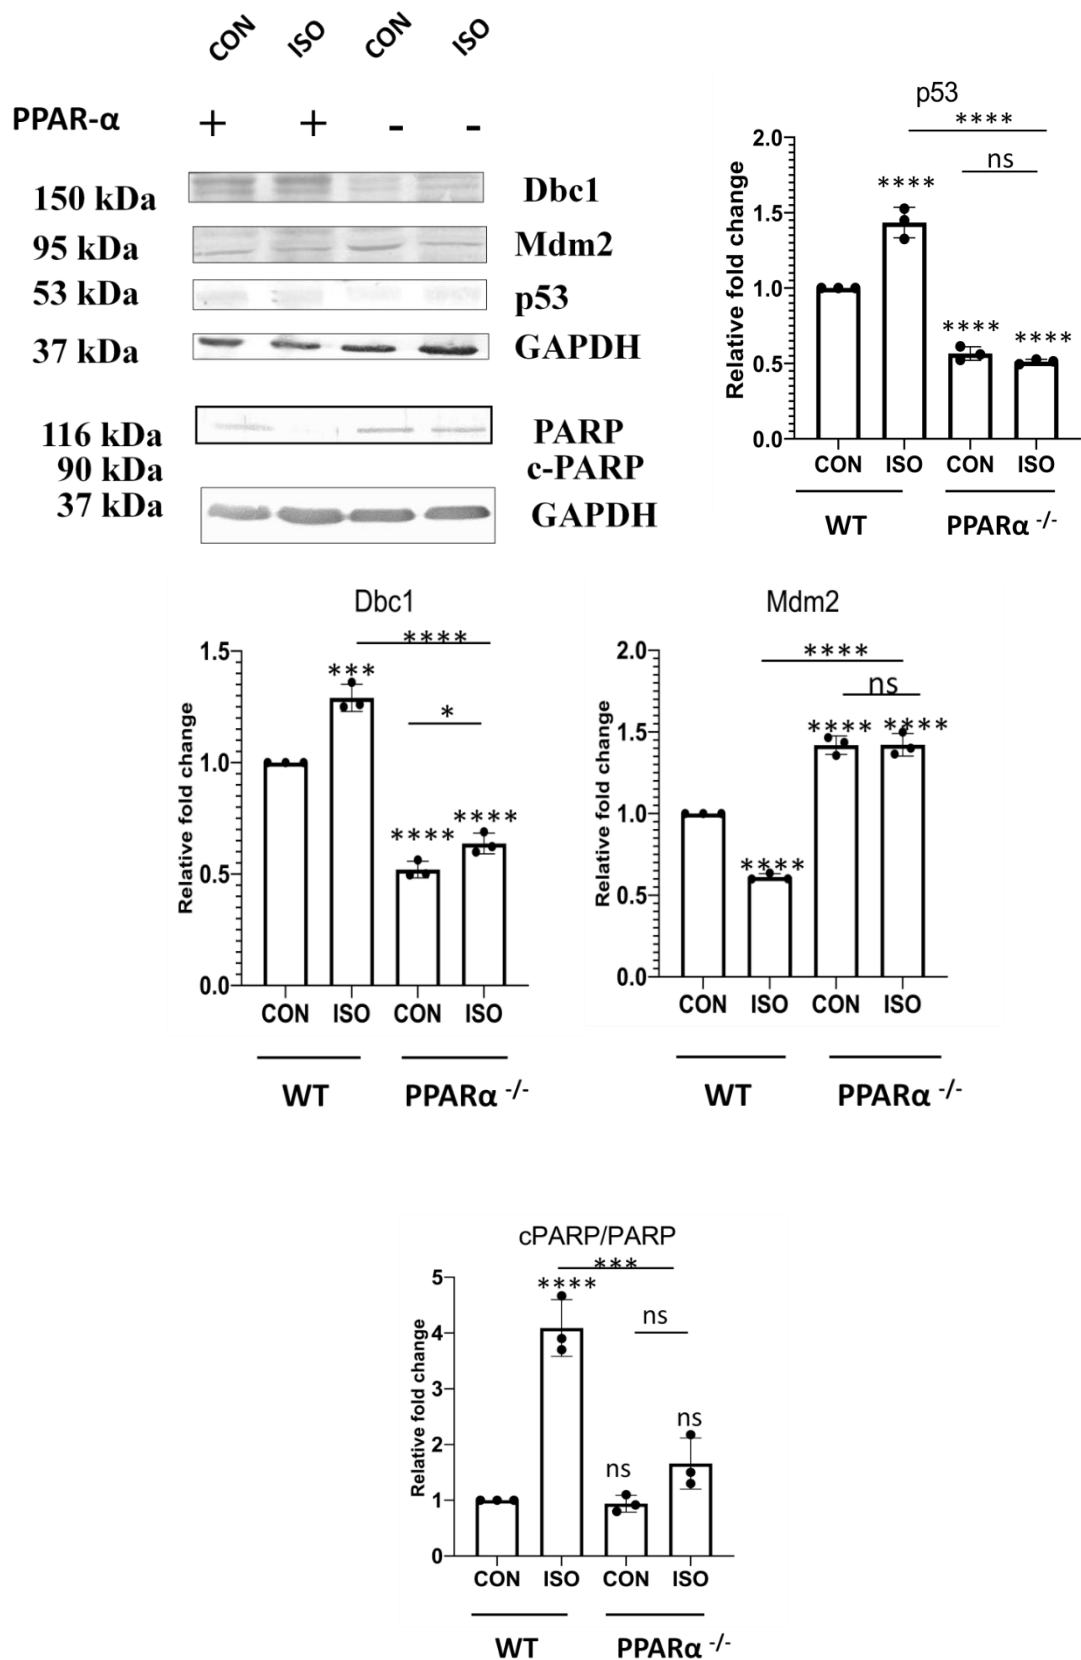 CON ISO CON ISO
PPAR-α + + - -
150 kDa Dbc1
95 kDa Mdm2
53 kDa p53
37 kDa GAPDH
116 kDa PARP
90 kDa c-PARP
37 kDa GAPDH
p53
****
ns
****
**** ****
Relative fold change
2.0
1.5
1.0
0.5
0.0
CON ISO CON ISO
WT PPARα -/-
Dbc1
****
***
*
****
****
Relative fold change
1.5
1.0
0.5
0.0
CON ISO CON ISO
WT PPARα -/-
Mdm2
****
ns
**** ****
****
Relative fold change
2.0
1.5
1.0
0.5
0.0
CON ISO CON ISO
WT PPARα -/-
cPARP/PARP
***
****
ns
ns
ns
Relative fold change
5
4
3
2
1
0
CON ISO CON ISO
WT PPARα -/-